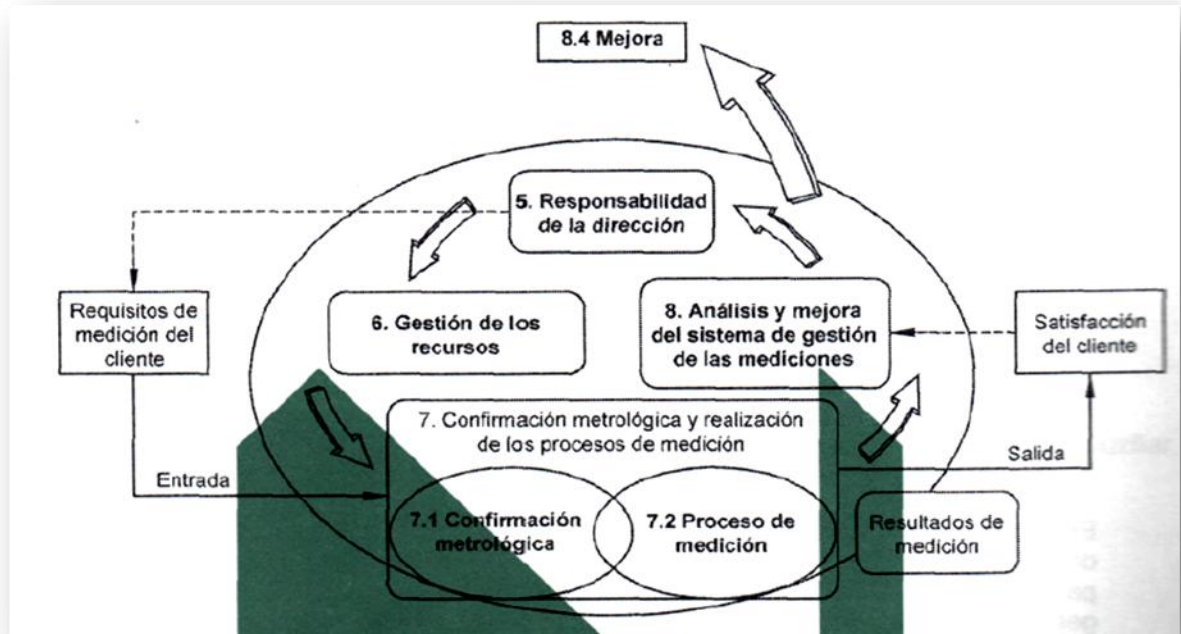 8.4 Mejora
5. Responsabilidad
de la dirección
Requisitos de
medición del
cliente
6. Gestión de los
recursos
8. Análisis y mejora
del sistema de gestión
de las mediciones
Satisfacción
del cliente
7. Confirmación metrológica y realización
de los procesos de medición
Entrada
Salida
7.1 Confirmación
metrológica
7.2 Proceso de
medición
Resultados de
medición